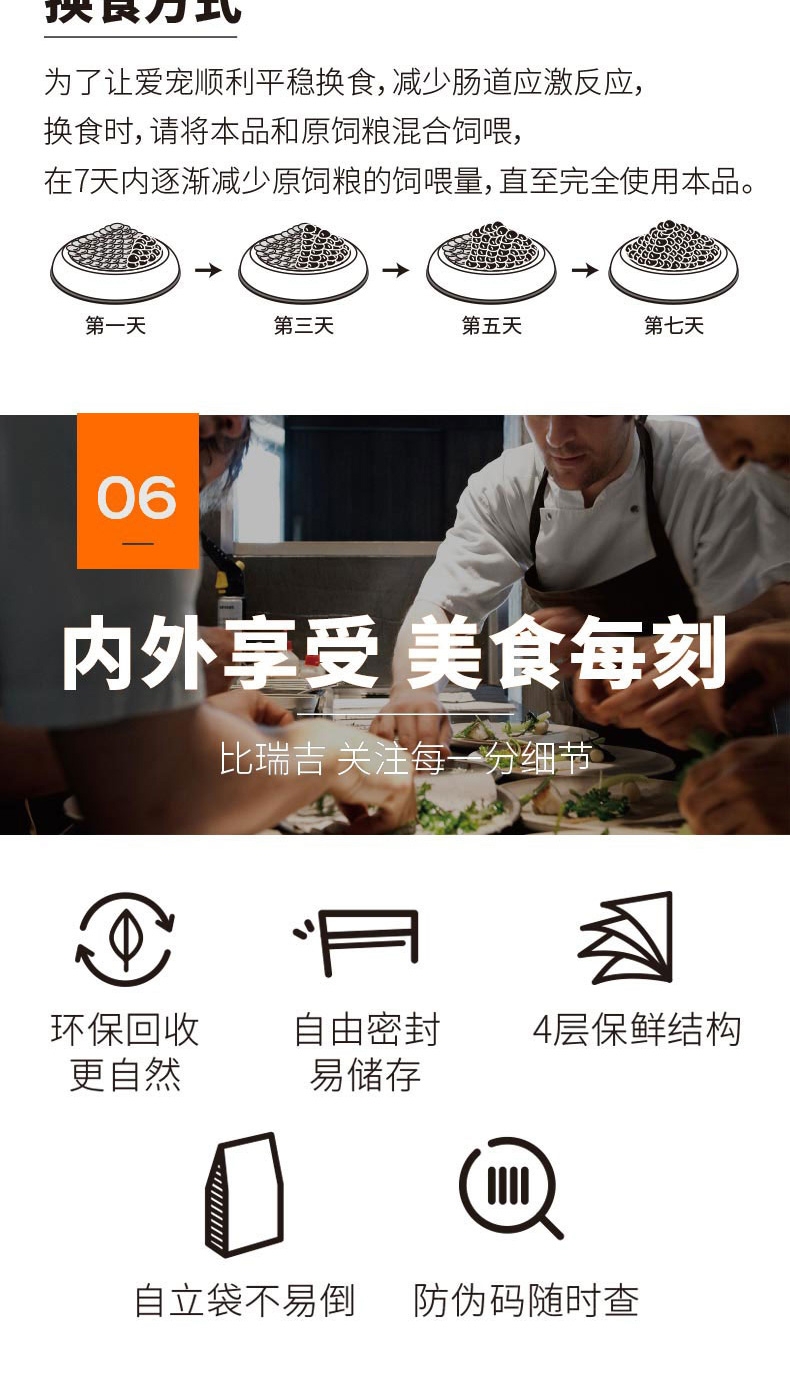 换食方式
为了让爱宠顺利平稳换食，减少肠道应激反应，
换食时，请将本品和原饲粮混合饲喂，
在7天内逐渐减少原饲粮的饲喂量，直至完全使用本品。
第一天
第三天
第五天
第七天
06
内外享受 美食每刻
比瑞吉 关注每一分细节
环保回收
更自然
自由密封
易储存
4层保鲜结构
自立袋不易倒
防伪码随时查